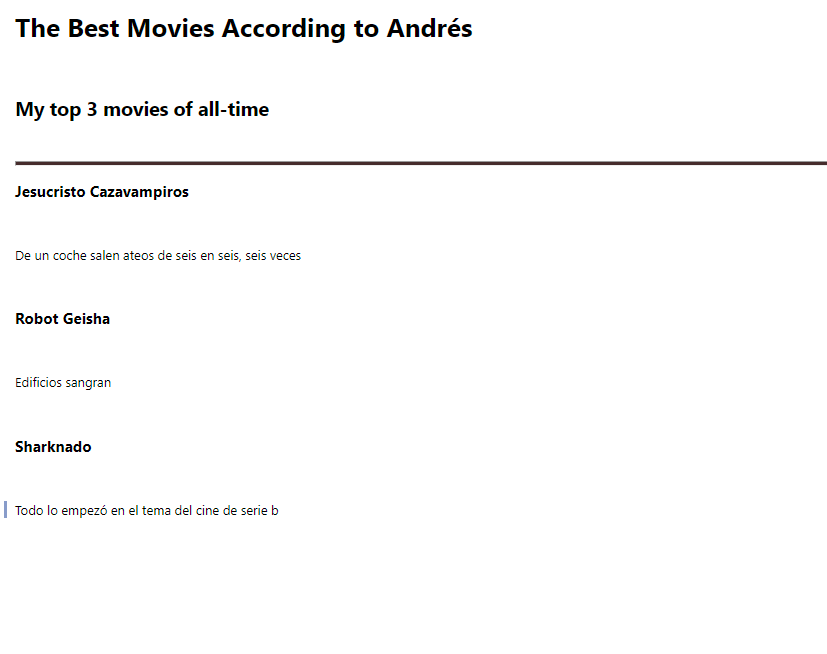 The Best Movies According to Andrés
My top 3 movies of all-time
Jesucristo Cazavampiros
De un coche salen ateos de seis en seis, seis veces
Robot Geisha
Edificios sangran
Sharknado
Todo lo empezó en el tema del cine de serie b